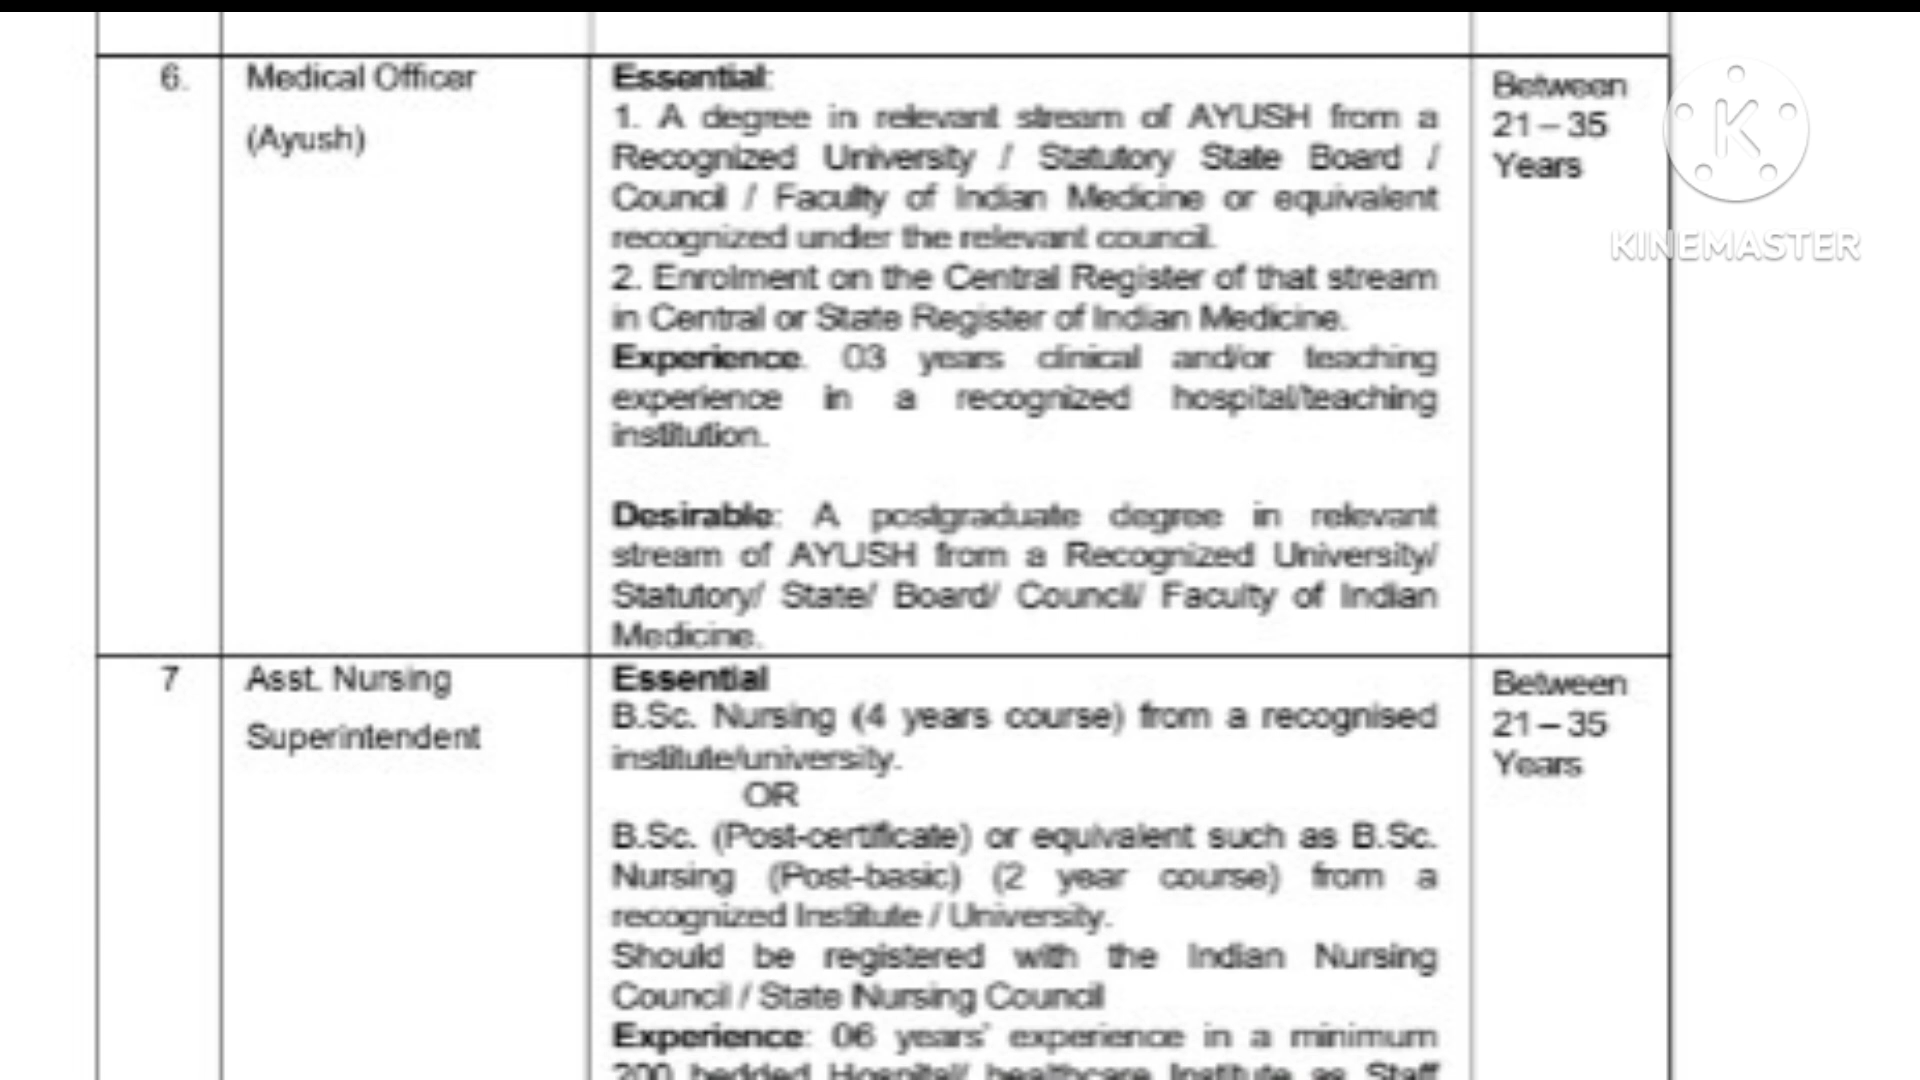 6.
Medical Officer
(Ayush)
Essential:
1. A degree in relevant stream of AYUSH from a
Recognized University / Statutory State Board /
Council / Faculty of Indian Medicine or equivalent
recognized under the relevant council.
2. Enrolment on the Central Register of that stream
in Central or State Register of Indian Medicine.
Experience. 03 years clinical and/or teaching
experience in a recognized hospital/teaching
institution.
Desirable: A postgraduate degree in relevant
stream of AYUSH from a Recognized University/
Statutory/ State/ Board/ Council/ Faculty of Indian
Medicine.
Between
21 – 35
Years
KINEMASTER
7
Asst. Nursing
Superintendent
Essential
B.Sc. Nursing (4 years course) from a recognised
institute/university.
OR
B.Sc. (Post-certificate) or equivalent such as B.Sc.
Nursing (Post-basic) (2 year course) from a
recognized Institute / University.
Should be registered with the Indian Nursing
Council / State Nursing Council
Experience: 06 years' experience in a minimum
200 bedded Hospital/ healthcare Institute as Staff
Between
21 – 35
Years